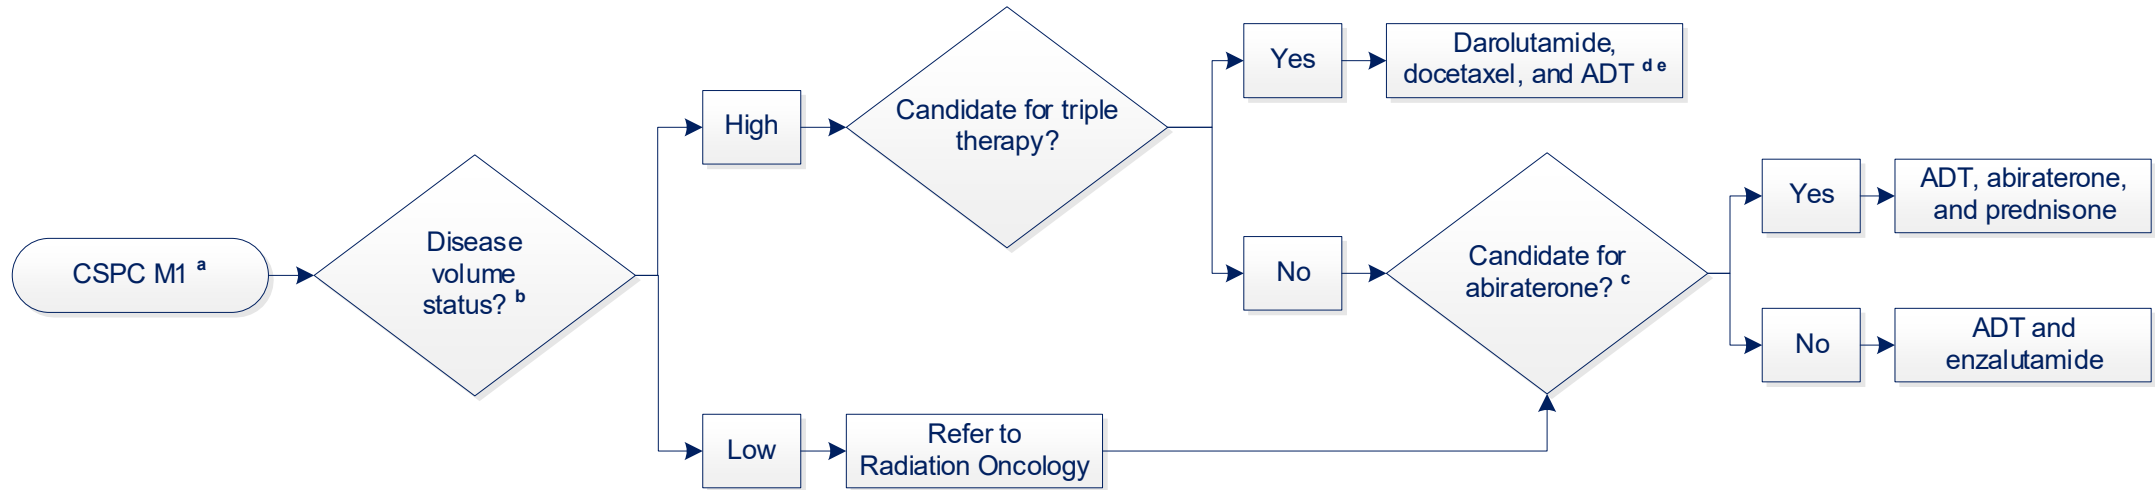 CSPC M1 a
Disease
volume
status? b
High
Candidate for triple
therapy?
Yes
Darolutamide,
docetaxel, and ADT d e
No
Candidate for
abiraterone? c
Yes
ADT, abiraterone,
and prednisone
No
ADT and
enzalutamide
Low
Refer to
Radiation Oncology